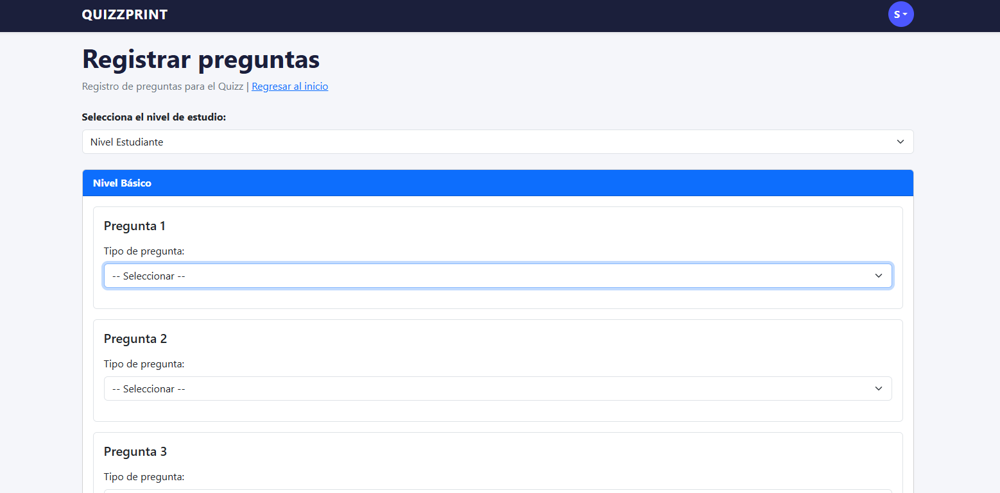 QUIZZPRINT
S
Registrar preguntas
Registro de preguntas para el Quizz | Regresar al inicio
Selecciona el nivel de estudio:
Nivel Estudiante
Nivel Básico
Pregunta 1
Tipo de pregunta:
-- Seleccionar --
Pregunta 2
Tipo de pregunta:
-- Seleccionar --
Pregunta 3
Tipo de pregunta: